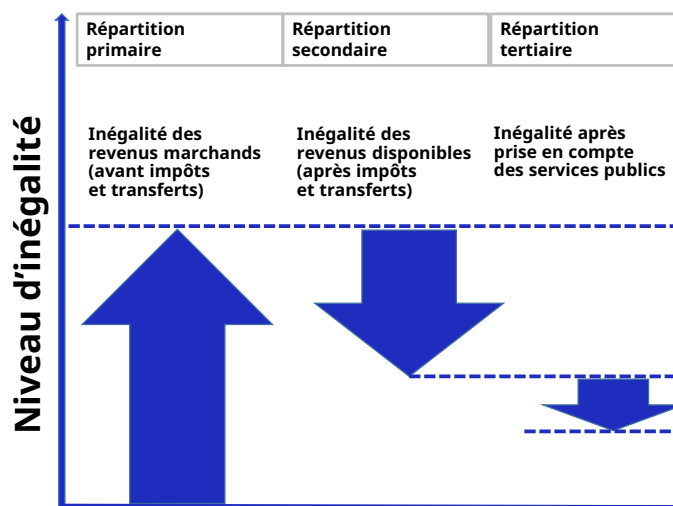 Répartition
primaire
Répartition
secondaire
Répartition
tertiaire
Inégalité des
revenus marchands
(avant impôts
et transferts)
Inégalité des
revenus disponibles
(après impôts
et transferts)
Inégalité après
prise en compte
des services publics
Niveau d’inégalité